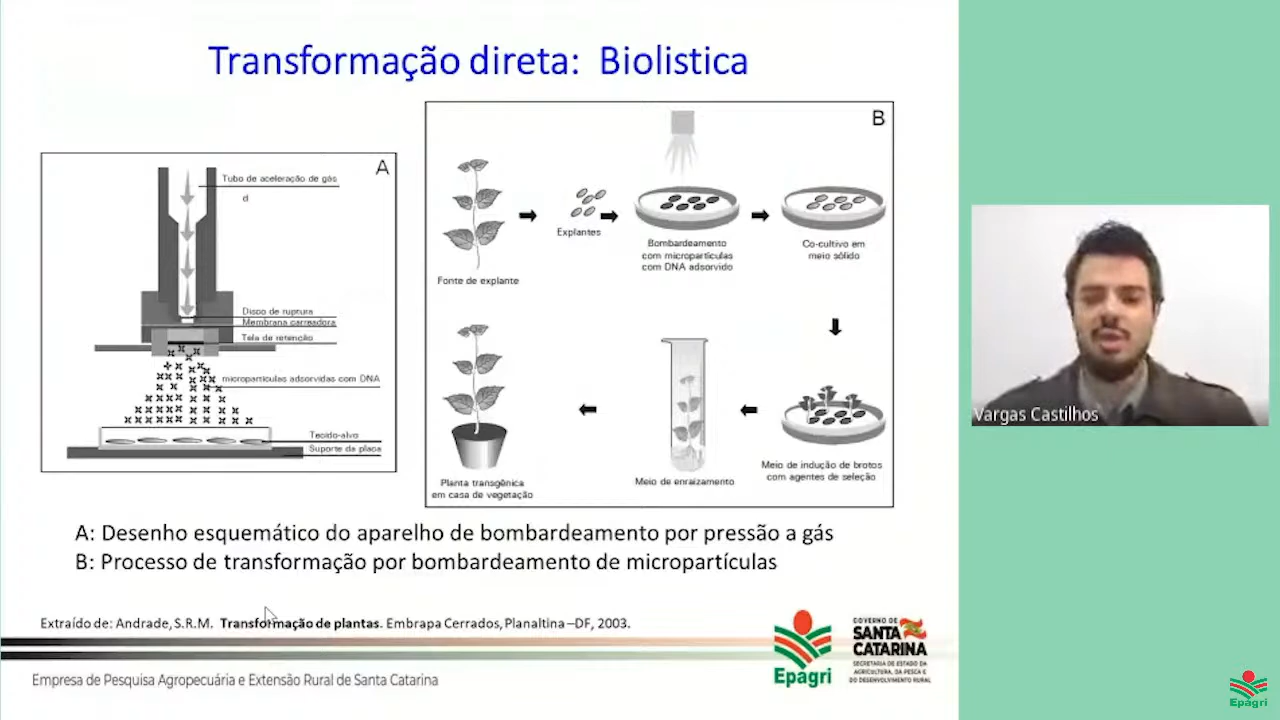 Transformação direta: Biolistica
A
Tubo de aceleração de gás
d
Disco de ruptura
Membrana carreadora
Tela de retenção
micropartículas adsorvidas com DNA
Tecido-alvo
Suporte da placa
B
Fonte de explante
Explantes
Bombardeamento
com micropartículas
com DNA adsorvido
Co-cultivo em
meio sólido
Meio de indução de brotos
com agentes de seleção
Meio de enraizamento
Planta transgênica
em casa de vegetação
A: Desenho esquemático do aparelho de bombardeamento por pressão a gás
B: Processo de transformação por bombardeamento de micropartículas
Extraído de: Andrade, S.R.M. Transformação de plantas. Embrapa Cerrados, Planaltina –DF, 2003.
Empresa de Pesquisa Agropecuária e Extensão Rural de Santa Catarina
Epagri
GOVERNO DE
SANTA
CATARINA
SECRETARIA DE ESTADO DA
AGRICULTURA, DA PESCA E
DO DESENVOLVIMENTO RURAL
Vargas Castilhos
Epagri